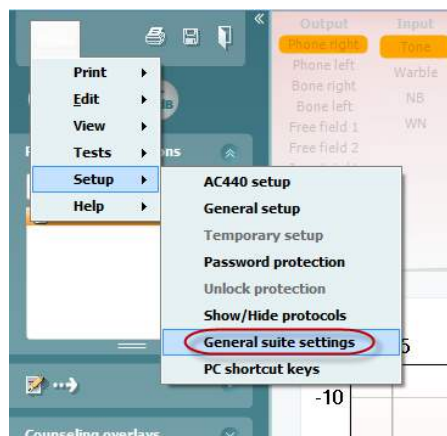 Output Input
Phone right Tone
Phone left Warble
Bone right NB
Bone left WN
Free field 1
Free field 2
Print
Edit
View
Tests
Setup
Help
ons
AC440 setup
General setup
Temporary setup
Password protection
Unlock protection
Show/Hide protocols
General suite settings
PC shortcut keys
5
-10
Counseling overlays